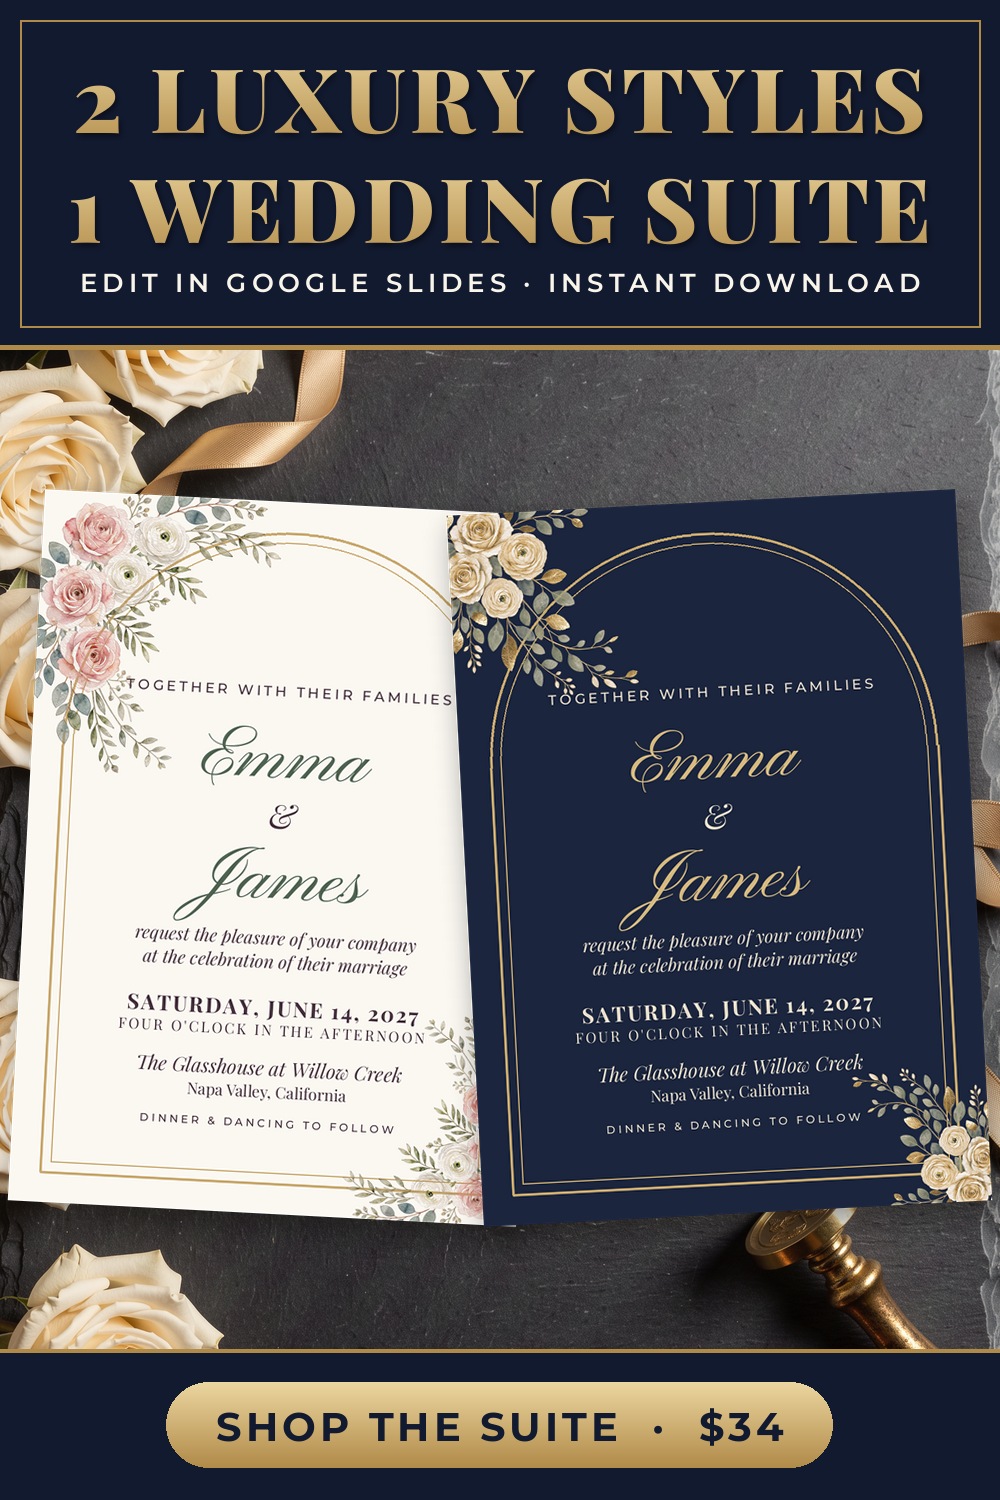 2 LUXURY STYLES
1 WEDDING SUITE
EDIT IN GOOGLE SLIDES · INSTANT DOWNLOAD
TOGETHER WITH THEIR FAMILIES
Emma
&
James
request the pleasure of your company
at the celebration of their marriage
SATURDAY, JUNE 14, 2027
FOUR O'CLOCK IN THE AFTERNOON
The Glasshouse at Willow Creek
Napa Valley, California
DINNER & DANCING TO FOLLOW
TOGETHER WITH THEIR FAMILIES
Emma
&
James
request the pleasure of your company
at the celebration of their marriage
SATURDAY, JUNE 14, 2027
FOUR O'CLOCK IN THE AFTERNOON
The Glasshouse at Willow Creek
Napa Valley, California
DINNER & DANCING TO FOLLOW
SHOP THE SUITE · $34